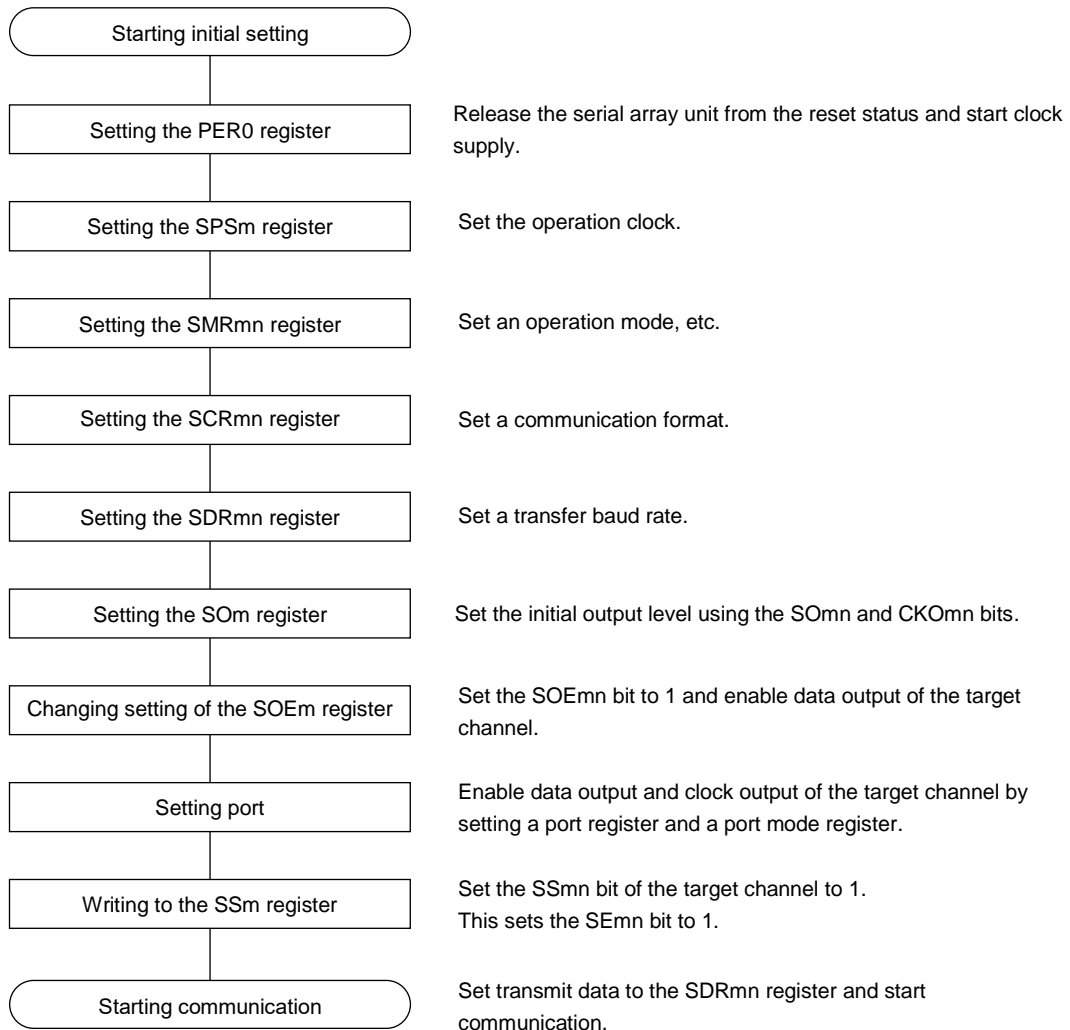 Starting initial setting
Setting the PER0 register
Release the serial array unit from the reset status and start clock
supply.
Setting the SPSm register
Set the operation clock.
Setting the SMRmn register
Set an operation mode, etc.
Setting the SCRmn register
Set a communication format.
Setting the SDRmn register
Set a transfer baud rate.
Setting the SOm register
Set the initial output level using the SOmn and CKOmn bits.
Changing setting of the SOEm register
Set the SOEmn bit to 1 and enable data output of the target
channel.
Setting port
Enable data output and clock output of the target channel by
setting a port register and a port mode register.
Writing to the SSm register
Set the SSmn bit of the target channel to 1.
This sets the SEmn bit to 1.
Starting communication
Set transmit data to the SDRmn register and start
communication.